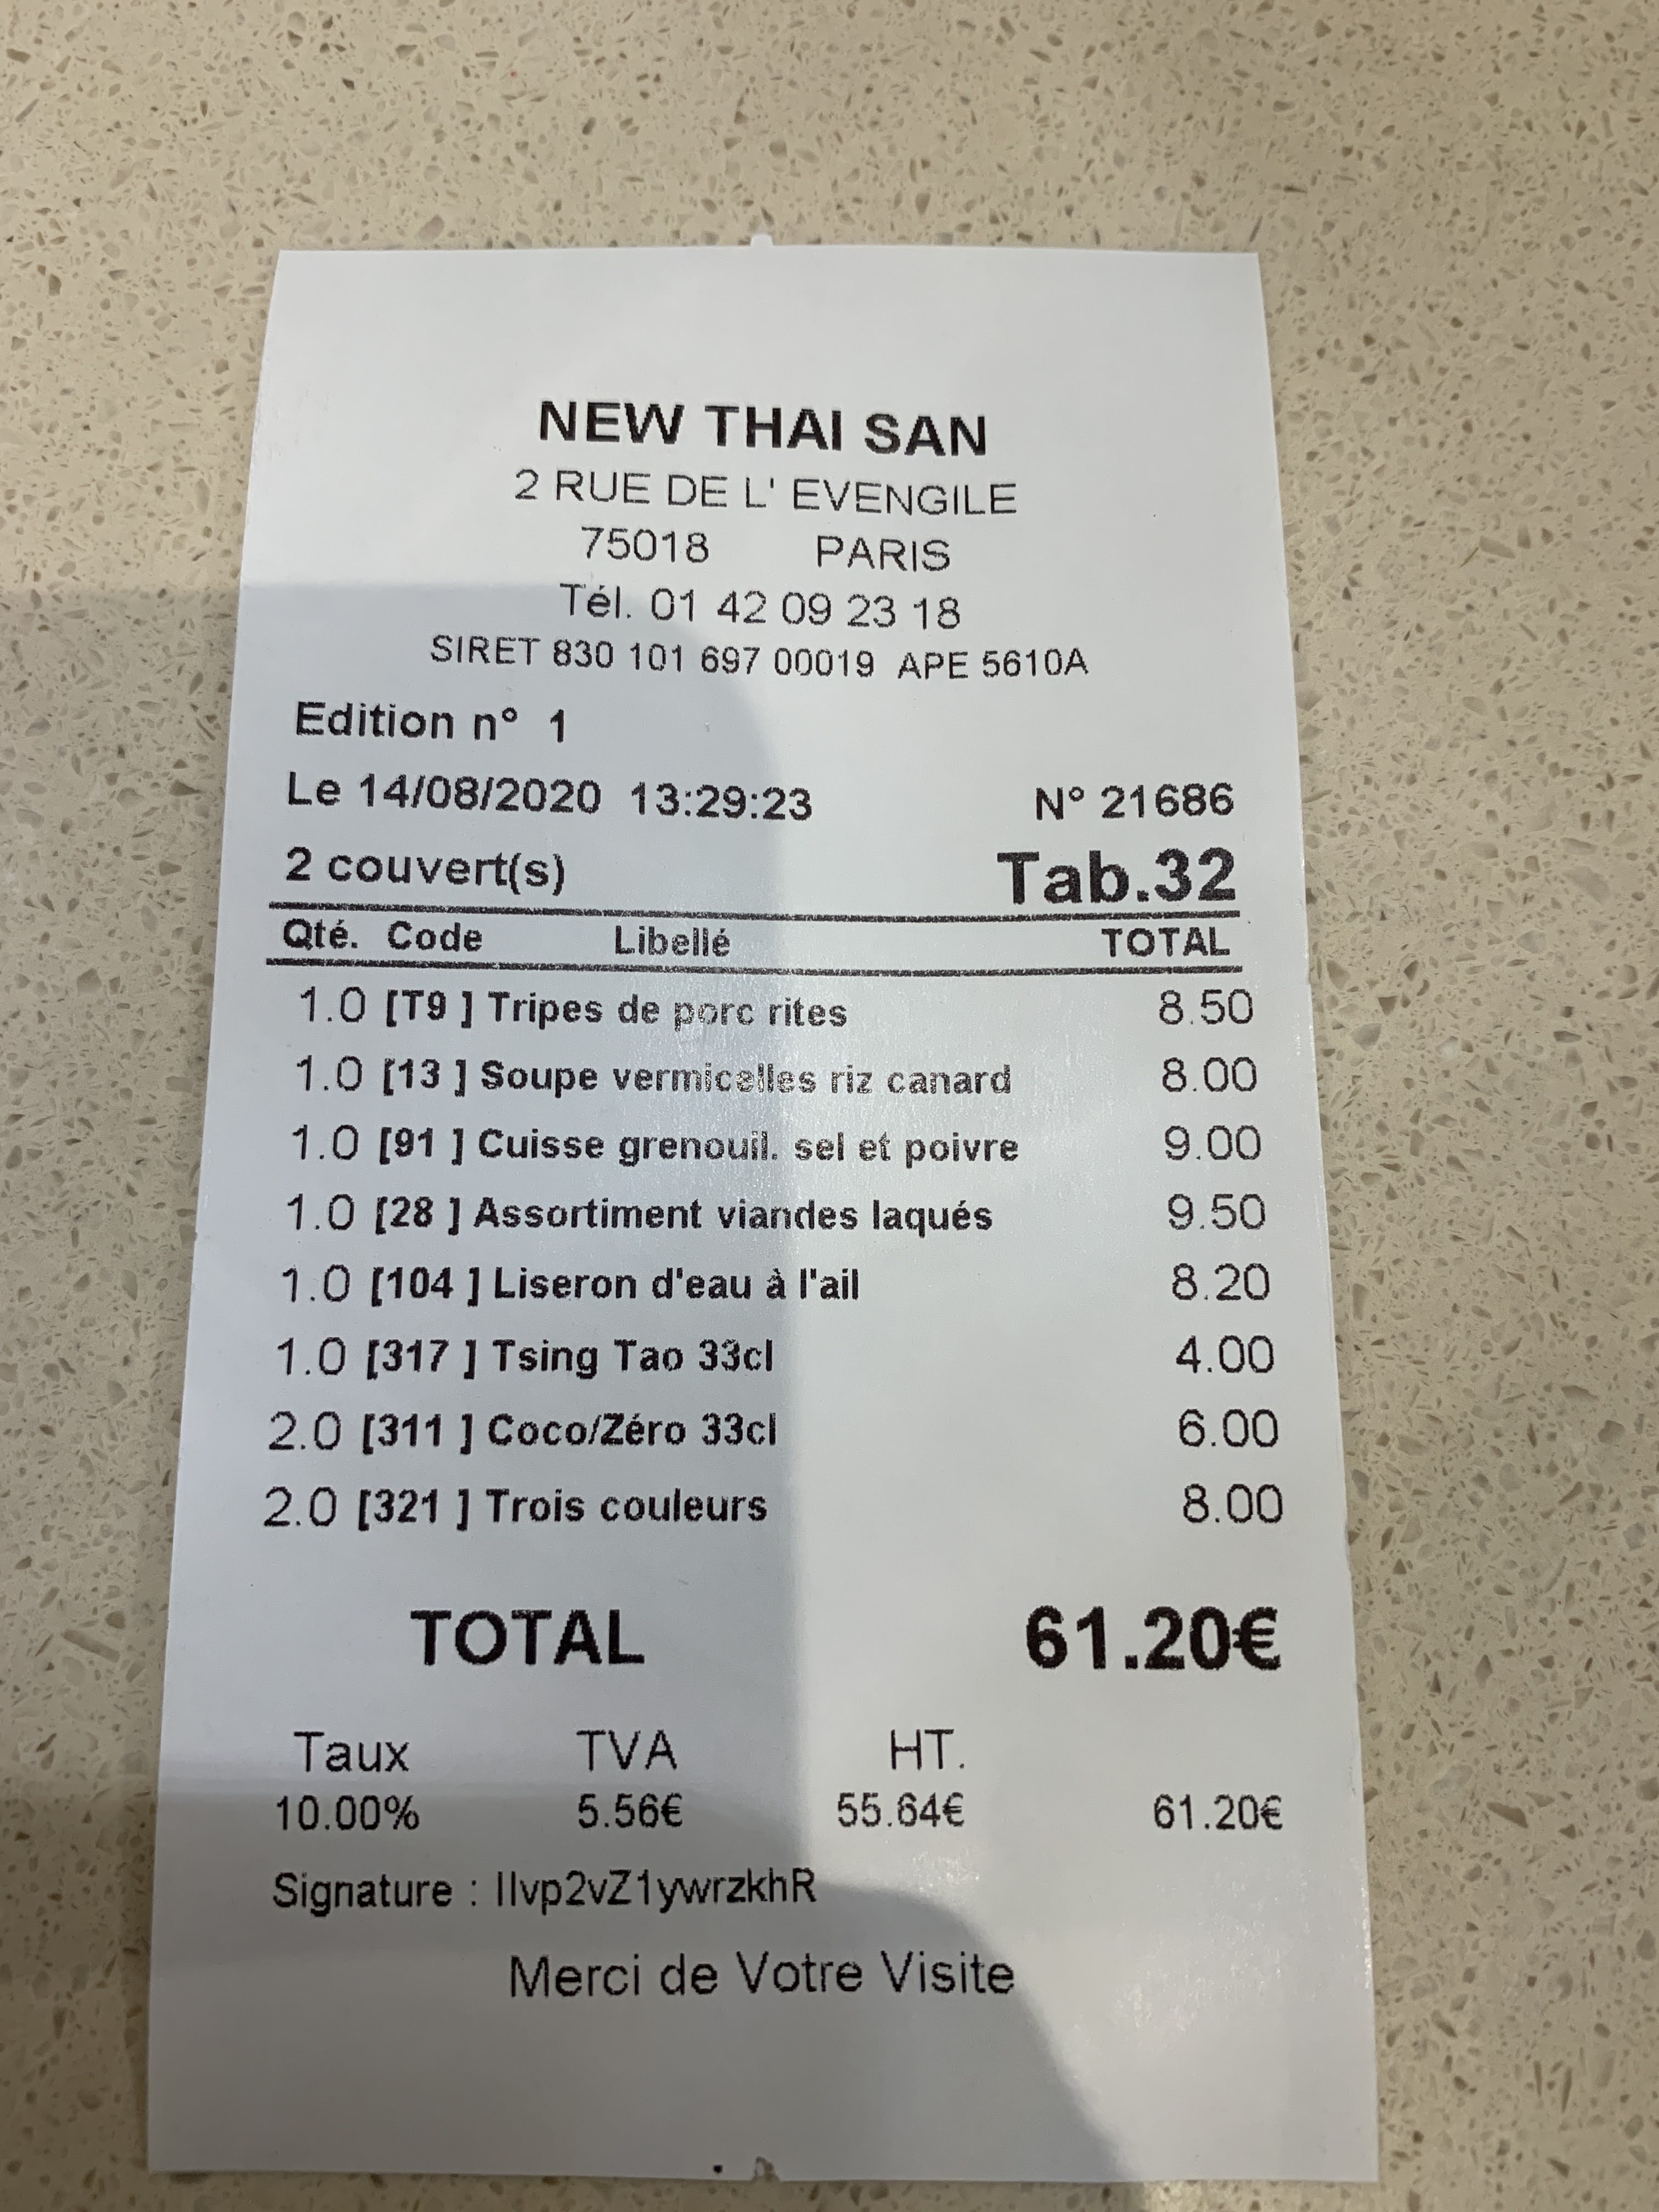 NEW THAI SAN
2 RUE DE L' EVENGILE
75018 PARIS
Tél. 01 42 09 23 18
SIRET 830 101 697 00019 APE 5610A
Edition n° 1
Le 14/08/2020 13:29:23 N° 21686
2 couvert(s) Tab.32
Qté. Code Libellé TOTAL
1.0 [T9 ] Tripes de porc rites 8.50
1.0 [13 ] Soupe vermicelles riz canard 8.00
1.0 [91 ] Cuisse grenouil. sel et poivre 9.00
1.0 [28 ] Assortiment viandes laqués 9.50
1.0 [104 ] Liseron d'eau à l'ail 8.20
1.0 [317 ] Tsing Tao 33cl 4.00
2.0 [311 ] Coco/Zéro 33cl 6.00
2.0 [321 ] Trois couleurs 8.00
TOTAL 61.20€
Taux TVA HT.
10.00% 5.56€ 55.64€ 61.20€
Signature : IIvp2vZ1ywrzkhR
Merci de Votre Visite